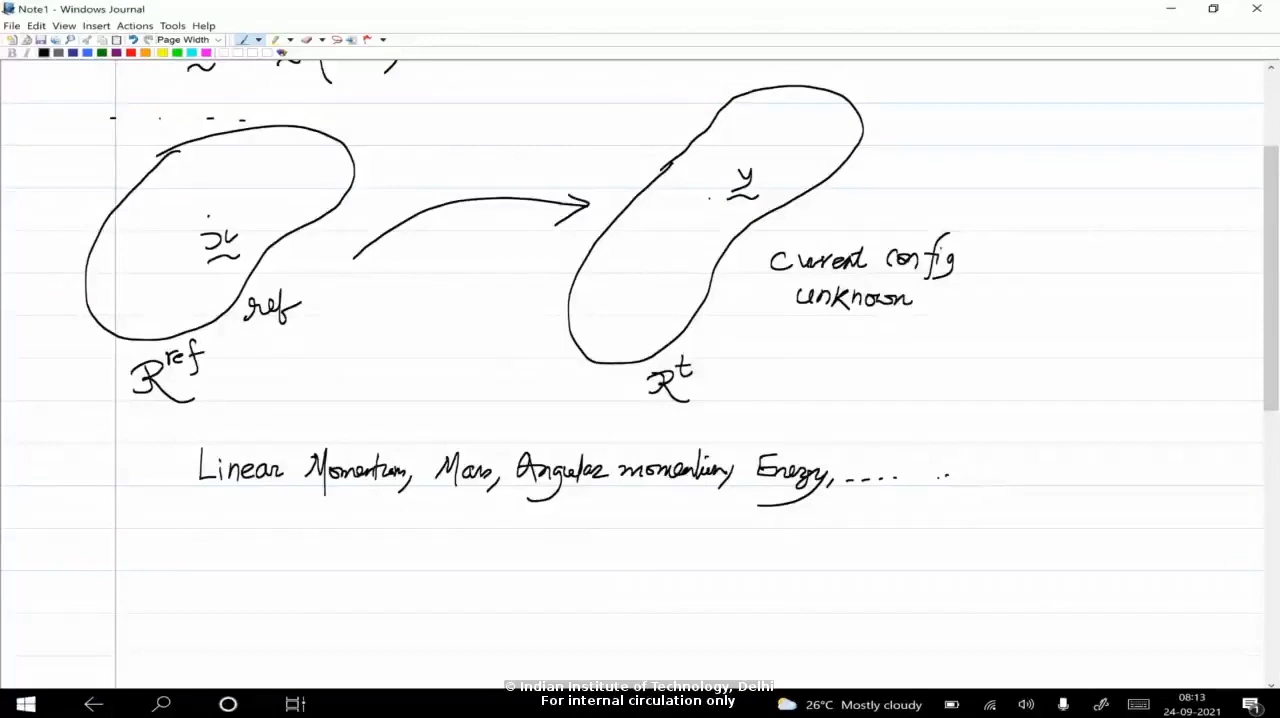 Note1 - Windows Journal
File Edit View Insert Actions Tools Help
Page Width
B I
x
y
ref
Current config
unknown
R^ref
R^t
Linear Momentum, Mass, Angular momentum, Energy, ....
© Indian Institute of Technology, Delhi
For internal circulation only
26°C Mostly cloudy
08:13
24-09-2021